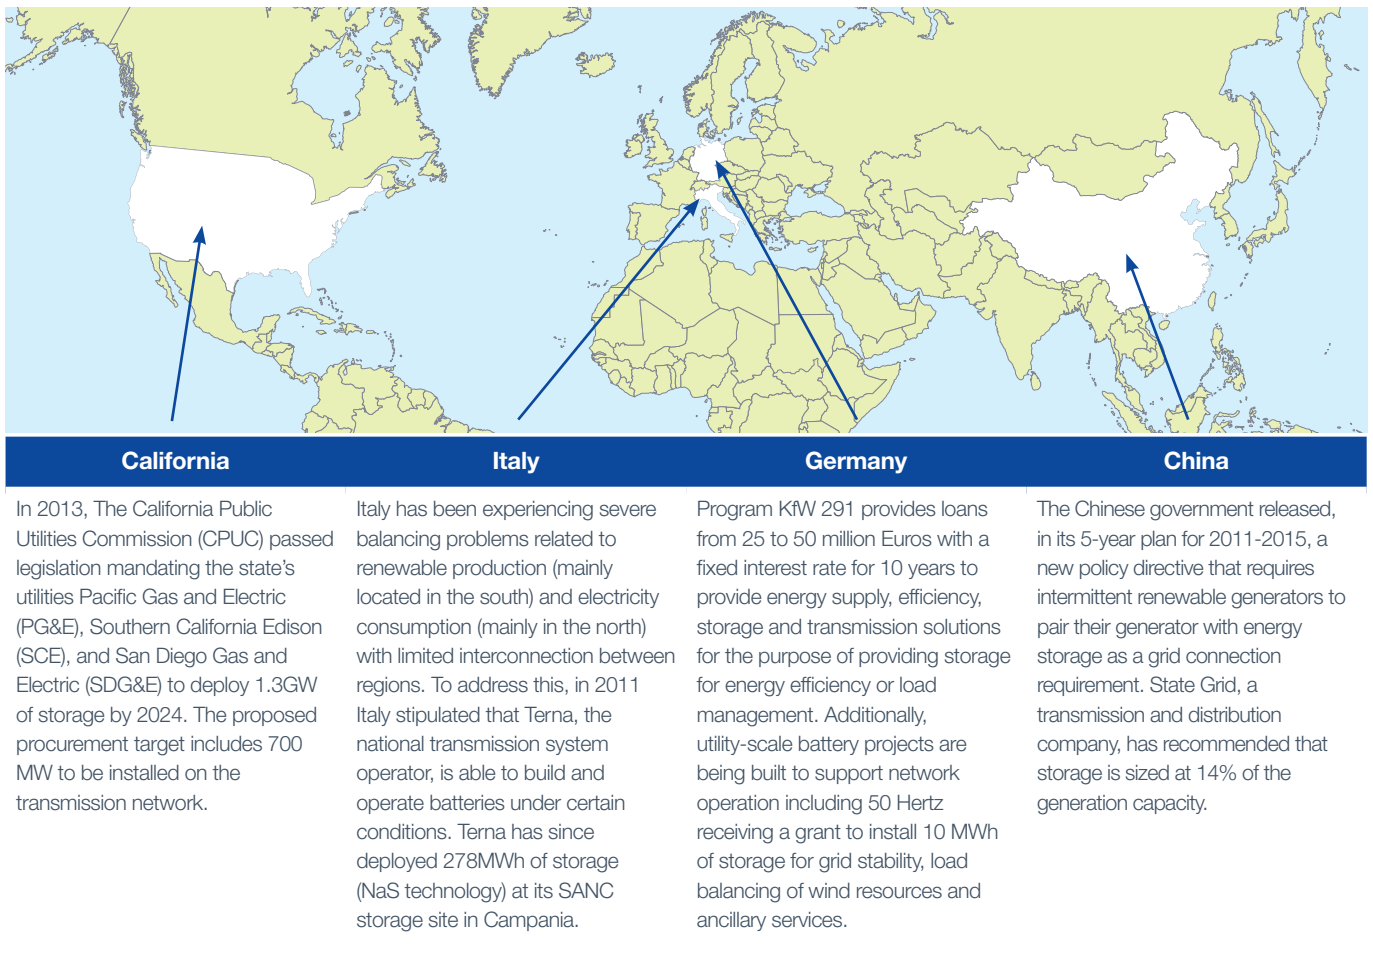 California
In 2013, The California Public
Utilities Commission (CPUC) passed
legislation mandating the state's
utilities Pacific Gas and Electric
(PG&E), Southern California Edison
(SCE), and San Diego Gas and
Electric (SDG&E) to deploy 1.3GW
of storage by 2024. The proposed
procurement target includes 700
MW to be installed on the
transmission network.
Italy
Italy has been experiencing severe
balancing problems related to
renewable production (mainly
located in the south) and electricity
consumption (mainly in the north)
with limited interconnection between
regions. To address this, in 2011
Italy stipulated that Terna, the
national transmission system
operator, is able to build and
operate batteries under certain
conditions. Terna has since
deployed 278MWh of storage
(NaS technology) at its SANC
storage site in Campania.
Germany
Program KfW 291 provides loans
from 25 to 50 million Euros with a
fixed interest rate for 10 years to
provide energy supply, efficiency,
storage and transmission solutions
for the purpose of providing storage
for energy efficiency or load
management. Additionally,
utility-scale battery projects are
being built to support network
operation including 50 Hertz
receiving a grant to install 10 MWh
of storage for grid stability, load
balancing of wind resources and
ancillary services.
China
The Chinese government released,
in its 5-year plan for 2011-2015, a
new policy directive that requires
intermittent renewable generators to
pair their generator with energy
storage as a grid connection
requirement. State Grid, a
transmission and distribution
company, has recommended that
storage is sized at 14% of the
generation capacity.